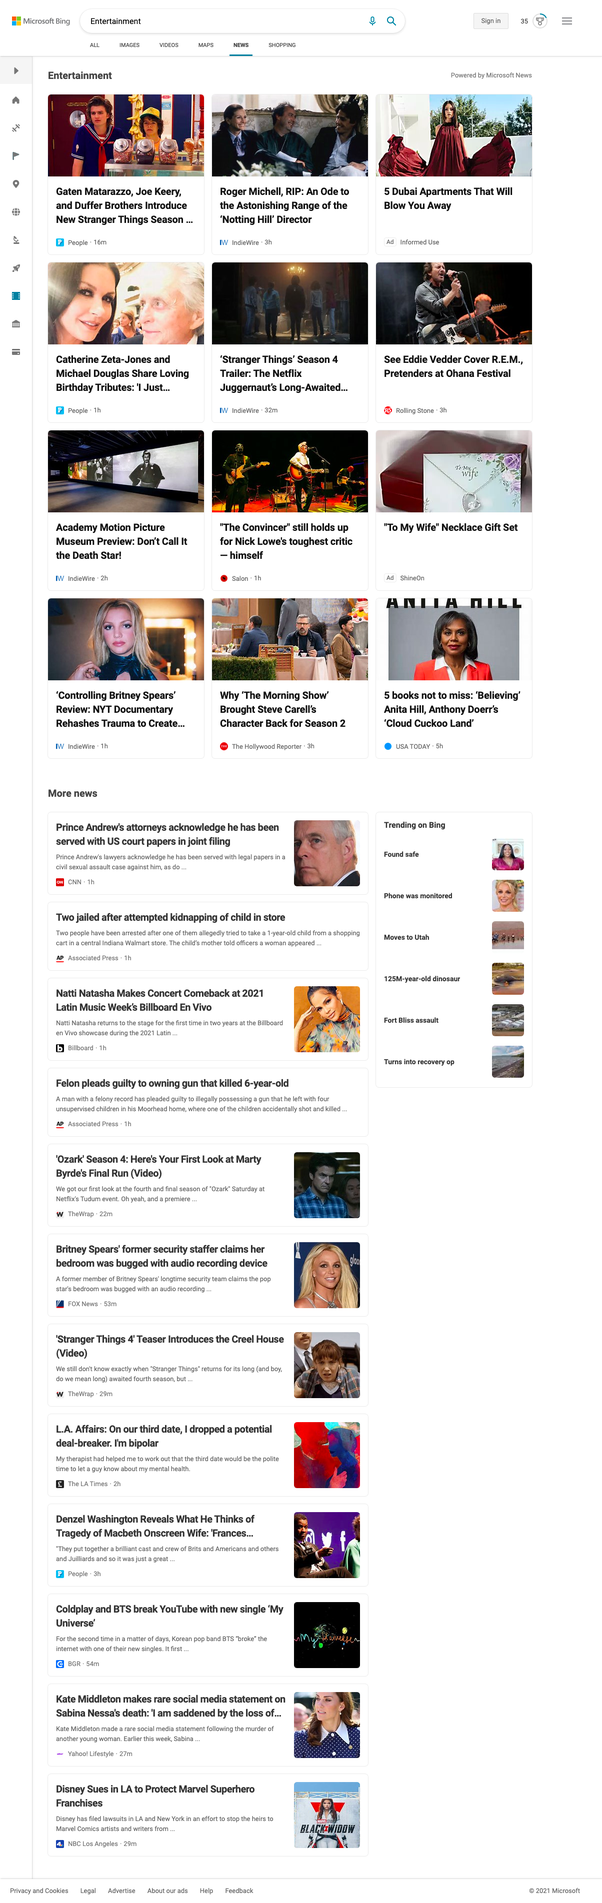 Microsoft Bing
Entertainment
Sign in
35
ALL
IMAGES
VIDEOS
MAPS
NEWS
SHOPPING
Entertainment
Powered by Microsoft News
Gaten Matarazzo, Joe Keery,
and Duffer Brothers Introduce
New Stranger Things Season ...
People · 16m
Roger Michell, RIP: An Ode to
the Astonishing Range of the
‘Notting Hill’ Director
IW IndieWire · 3h
5 Dubai Apartments That Will
Blow You Away
Ad Informed Use
Catherine Zeta-Jones and
Michael Douglas Share Loving
Birthday Tributes: 'I Just...
People · 1h
‘Stranger Things’ Season 4
Trailer: The Netflix
Juggernaut’s Long-Awaited...
IW IndieWire · 32m
See Eddie Vedder Cover R.E.M.,
Pretenders at Ohana Festival
Rolling Stone · 3h
Academy Motion Picture
Museum Preview: Don’t Call It
the Death Star!
IW IndieWire · 2h
"The Convincer" still holds up
for Nick Lowe's toughest critic
— himself
Salon · 1h
To My wife
"To My Wife" Necklace Gift Set
Ad ShineOn
‘Controlling Britney Spears’
Review: NYT Documentary
Rehashes Trauma to Create...
IW IndieWire · 1h
Why ‘The Morning Show’
Brought Steve Carell’s
Character Back for Season 2
The Hollywood Reporter · 3h
ANITA HILL
5 books not to miss: ‘Believing’
Anita Hill, Anthony Doerr’s
‘Cloud Cuckoo Land’
USA TODAY · 5h
More news
Prince Andrew's attorneys acknowledge he has been
served with US court papers in joint filing
Prince Andrew's lawyers acknowledge he has been served with legal papers in a
civil sexual assault case against him, as do ...
CNN · 1h
Two jailed after attempted kidnapping of child in store
Two people have been arrested after one of them allegedly tried to take a 1-year-old child from a shopping
cart in a central Indiana Walmart store. The child's mother told officers a woman appeared ...
AP Associated Press · 1h
Natti Natasha Makes Concert Comeback at 2021
Latin Music Week’s Billboard En Vivo
Natti Natasha returns to the stage for the first time in two years at the Billboard
en Vivo showcase during the 2021 Latin ...
b Billboard · 1h
Felon pleads guilty to owning gun that killed 6-year-old
A man with a felony record has pleaded guilty to illegally possessing a gun that he left with four
unsupervised children in his Moorhead home, where one of the children accidentally shot and killed ...
AP Associated Press · 1h
'Ozark' Season 4: Here's Your First Look at Marty
Byrde's Final Run (Video)
We got our first look at the fourth and final season of "Ozark" Saturday at
Netflix's Tudum event. Oh yeah, and a premiere ...
TheWrap · 22m
Britney Spears' former security staffer claims her
bedroom was bugged with audio recording device
A former member of Britney Spears' longtime security team claims the pop
star's bedroom was bugged with an audio recording ...
FOX News · 53m
'Stranger Things 4' Teaser Introduces the Creel House
(Video)
We still don't know exactly when "Stranger Things" returns for its long (and boy,
do we mean long) awaited fourth season, but ...
TheWrap · 29m
L.A. Affairs: On our third date, I dropped a potential
deal-breaker. I'm bipolar
My therapist had helped me to work out that the third date would be the polite
time to let a guy know about my mental health.
The LA Times · 2h
Denzel Washington Reveals What He Thinks of
Tragedy of Macbeth Onscreen Wife: 'Frances...
"They put together a brilliant cast and crew of Brits and Americans and others
and Juilliards and so it was just a great ...
People · 3h
Coldplay and BTS break YouTube with new single ‘My
Universe’
For the second time in a matter of days, Korean pop band BTS “broke” the
internet with one of their new singles. It first ...
BGR · 54m
Kate Middleton makes rare social media statement on
Sabina Nessa's death: 'I am saddened by the loss of...
Kate Middleton made a rare social media statement following the murder of
another young woman. Earlier this week, Sabina ...
Yahoo! Lifestyle · 27m
Disney Sues in LA to Protect Marvel Superhero
Franchises
Disney has filed lawsuits in LA and New York in an effort to stop the heirs to
Marvel Comics artists and writers from ...
NBC Los Angeles · 29m
BLACK WIDOW
Trending on Bing
Found safe
Phone was monitored
Moves to Utah
125M-year-old dinosaur
Fort Bliss assault
Turns into recovery op
Privacy and Cookies
Legal
Advertise
About our ads
Help
Feedback
© 2021 Microsoft